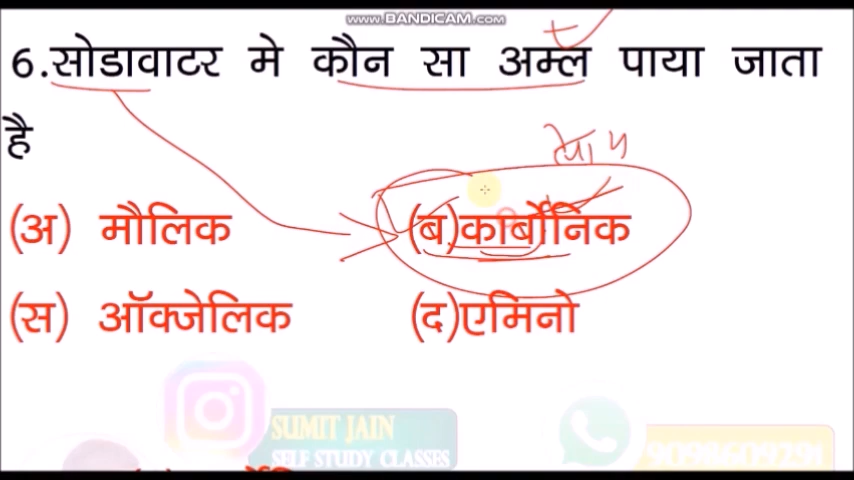 www.BANDICAM.com
6.सोडावाटर मे कौन सा अम्ल पाया जाता
है
(अ) मौलिक (ब)कार्बोनिक
(स) ऑक्जेलिक (द)एमिनो
SUMIT JAIN
SELF STUDY CLASSES